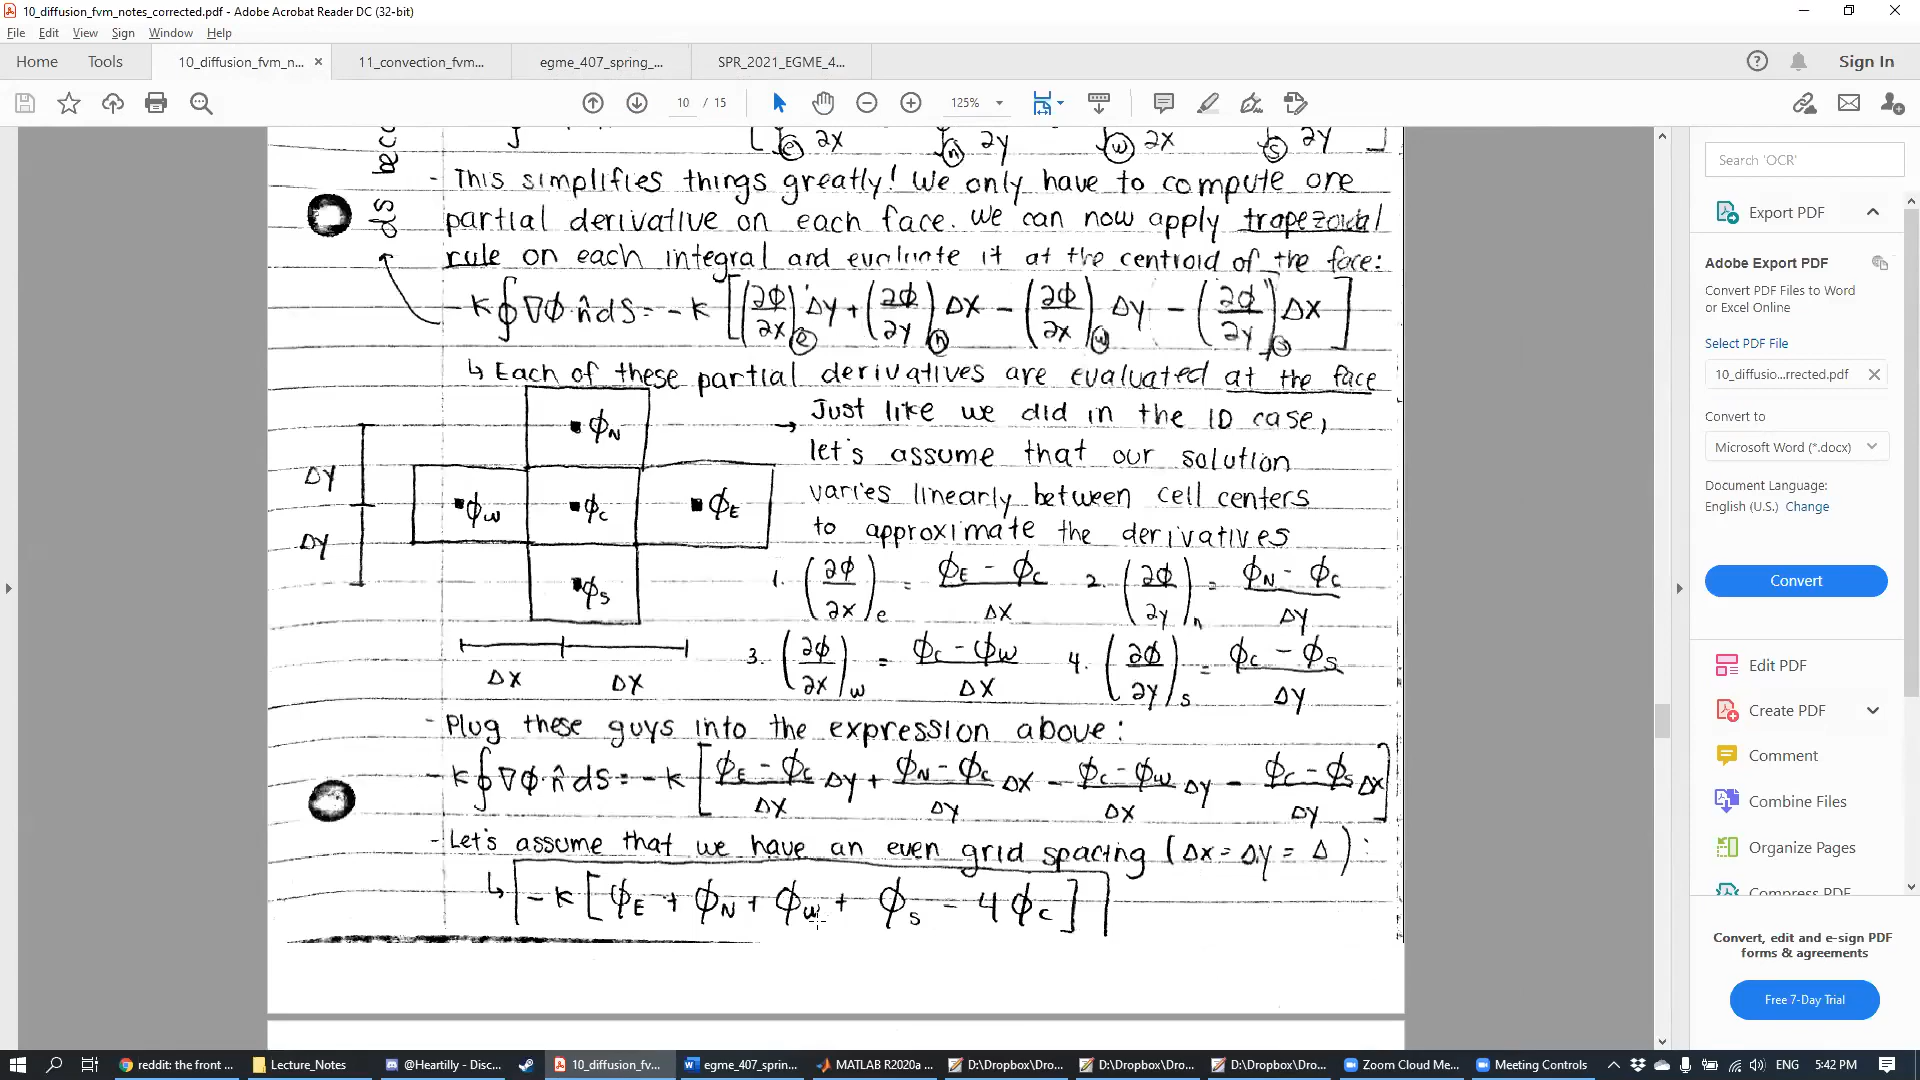 10_diffusion_fvm_notes_corrected.pdf - Adobe Acrobat Reader DC (32-bit)
File Edit View Sign Window Help
Home Tools 10_diffusion_fvm_n... × 11_convection_fvm... egme_407_spring_... SPR_2021_EGME_4... Sign In
10 / 15 125%
∂x ∂y ∂x ∂y
e n w s
ds
- This simplifies things greatly! We only have to compute one
partial derivative on each face. We can now apply trapezoidal
rule on each integral and evaluate it at the centroid of the face:
-K∮∇Φ·n̂ dS = -K [(∂Φ/∂x)e Δy + (∂Φ/∂y)n Δx - (∂Φ/∂x)w Δy - (∂Φ/∂y)s Δx]
↳ Each of these partial derivatives are evaluated at the face
ΦN
ΦW ΦC ΦE
ΦS
Δy
Δy
Δx Δx
→ Just like we did in the 1D case,
let's assume that our solution
varies linearly between cell centers
to approximate the derivatives
1. (∂Φ/∂x)e = (ΦE - ΦC)/Δx 2. (∂Φ/∂y)n = (ΦN - ΦC)/Δy
3. (∂Φ/∂x)w = (ΦC - ΦW)/Δx 4. (∂Φ/∂y)s = (ΦC - ΦS)/Δy
- Plug these guys into the expression above:
-K∮∇Φ·n̂ dS = -K [(ΦE - ΦC)/Δx Δy + (ΦN - ΦC)/Δy Δx - (ΦC - ΦW)/Δx Δy - (ΦC - ΦS)/Δy Δx]
- Let's assume that we have an even grid spacing (Δx = Δy = Δ):
↳ -K [ΦE + ΦN + ΦW + ΦS - 4ΦC]
Search 'OCR'
Export PDF
Adobe Export PDF
Convert PDF Files to Word
or Excel Online
Select PDF File
10_diffusio...rrected.pdf
Convert to
Microsoft Word (*.docx)
Document Language:
English (U.S.) Change
Convert
Edit PDF
Create PDF
Comment
Combine Files
Organize Pages
Compress PDF
Convert, edit and e-sign PDF
forms & agreements
Free 7-Day Trial
reddit: the front ... Lecture_Notes @Heartilly - Disc... 10_diffusion_fv... egme_407_sprin... MATLAB R2020a ... D:\Dropbox\Dro... D:\Dropbox\Dro... D:\Dropbox\Dro... Zoom Cloud Me... Meeting Controls ENG 5:42 PM